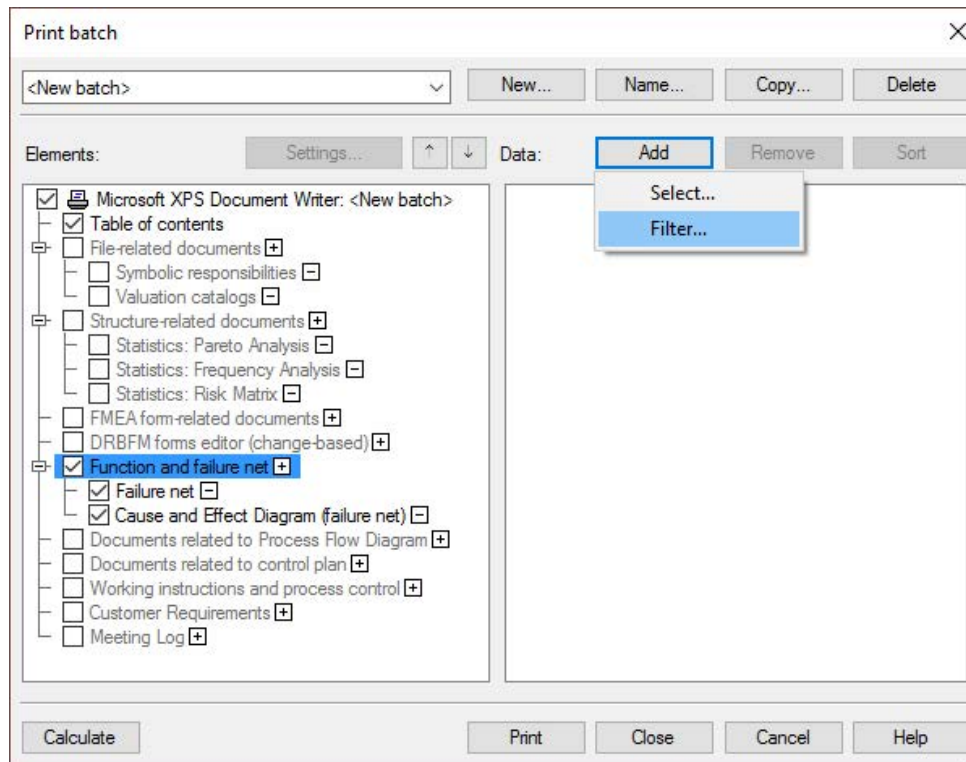 Print batch
<New batch>
New...
Name...
Copy...
Delete
Elements:
Settings...
Data:
Add
Remove
Sort
Select...
Filter...
Microsoft XPS Document Writer: <New batch>
Table of contents
File-related documents
Symbolic responsibilities
Valuation catalogs
Structure-related documents
Statistics: Pareto Analysis
Statistics: Frequency Analysis
Statistics: Risk Matrix
FMEA form-related documents
DRBFM forms editor (change-based)
Function and failure net
Failure net
Cause and Effect Diagram (failure net)
Documents related to Process Flow Diagram
Documents related to control plan
Working instructions and process control
Customer Requirements
Meeting Log
Calculate
Print
Close
Cancel
Help